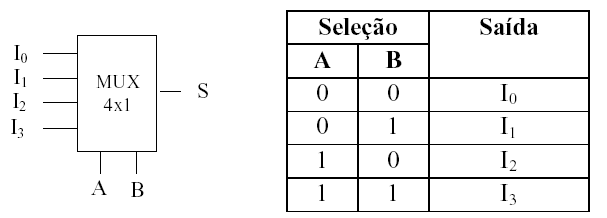 I0
I1
I2
I3
MUX
4x1
S
A B
Seleção Saída
A B
0 0 I0
0 1 I1
1 0 I2
1 1 I3